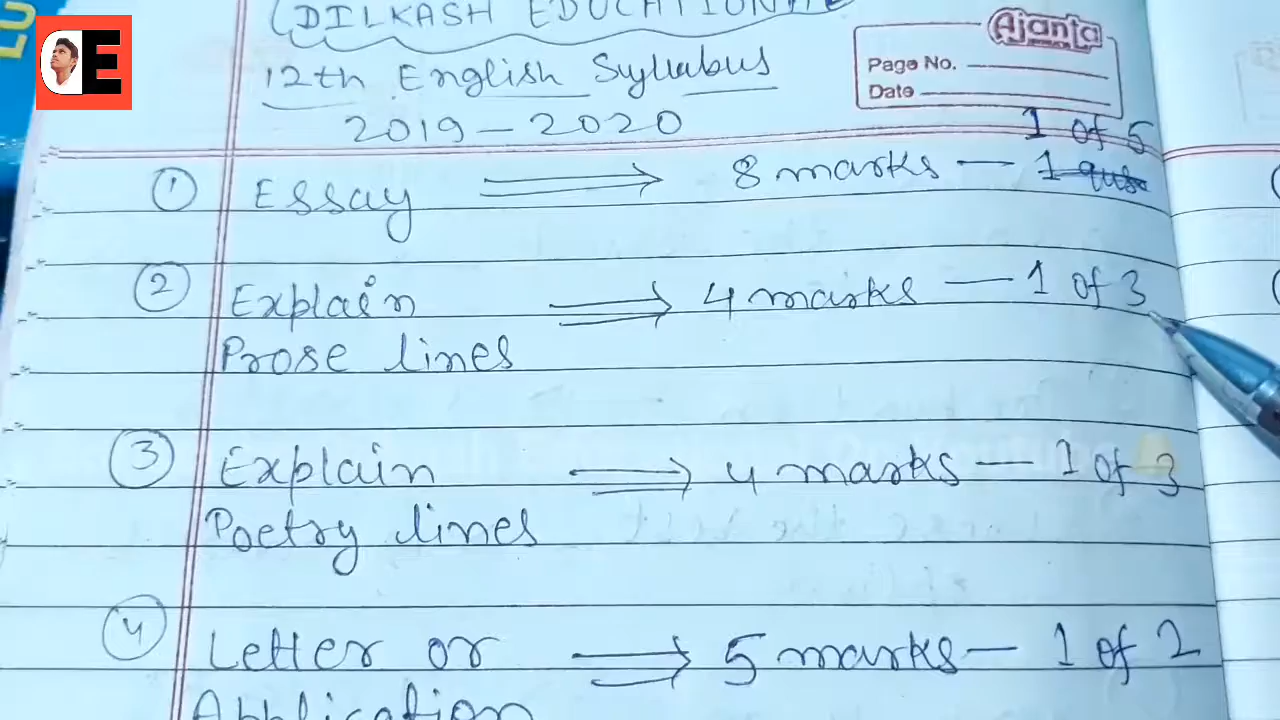 (DILKASH EDUCATION
12th English Syllabus
2019-2020
Ajanta
Page No.
Date
DE
1 of 5
① Essay ⟹ 8 marks — 1
② Explain ⟹ 4 marks — 1 of 3
Prose lines
③ Explain ⟹ 4 marks — 1 of 3
Poetry lines
④ Letter or ⟹ 5 marks — 1 of 2
Application